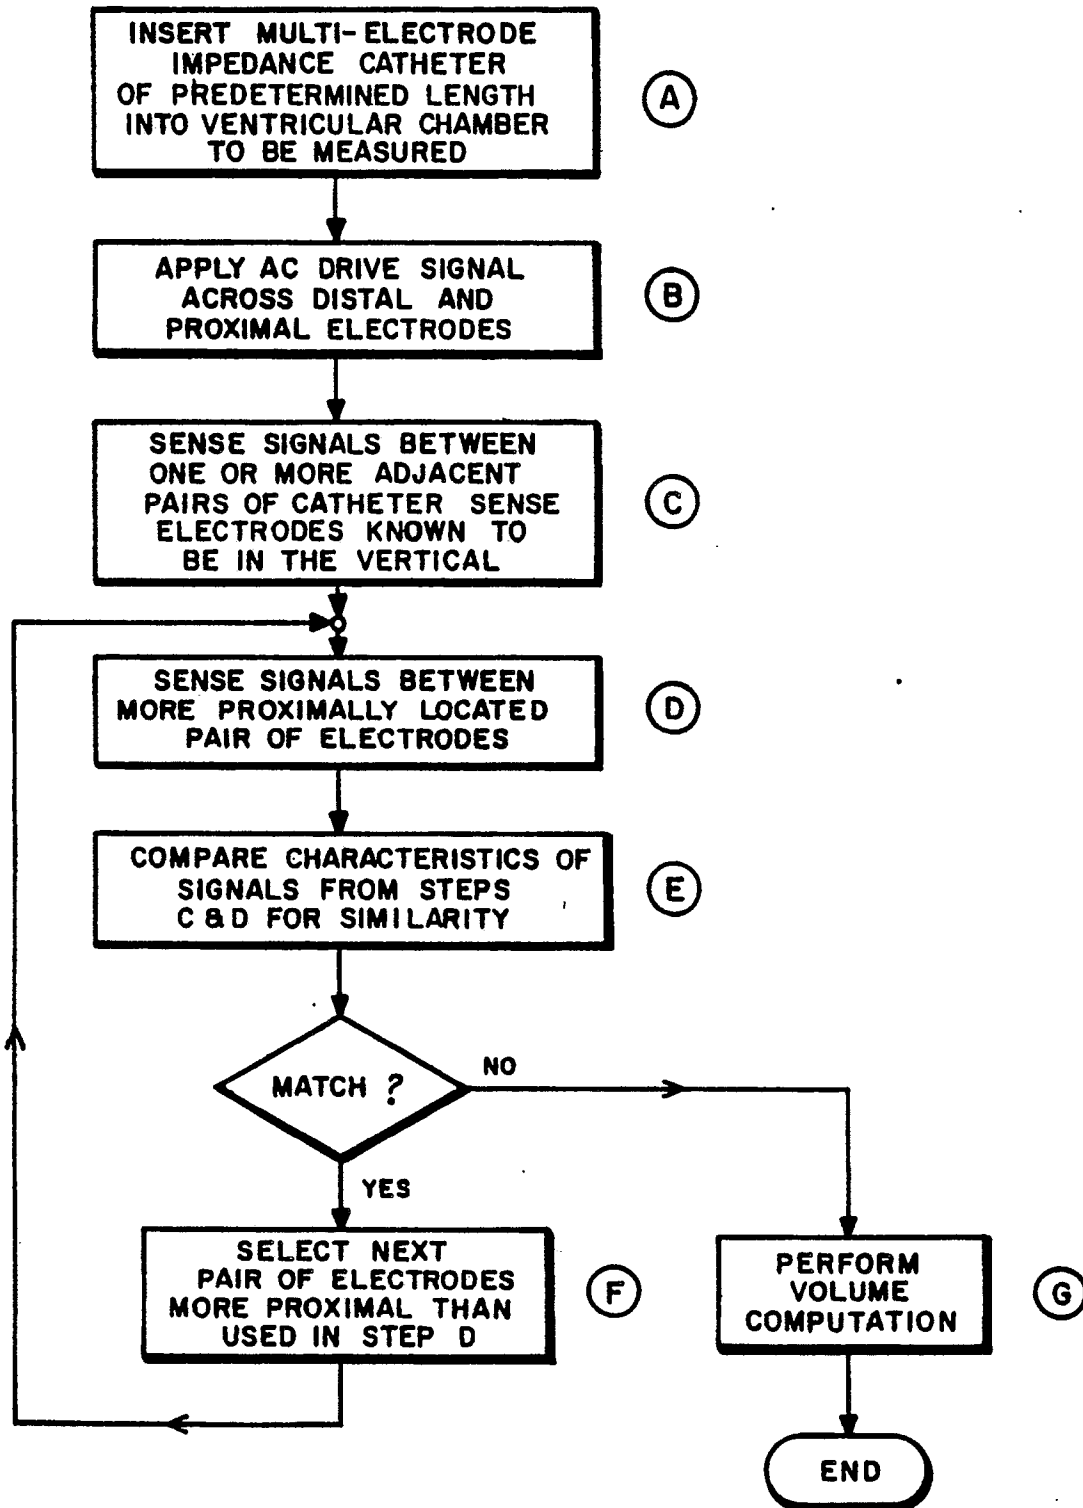 INSERT MULTI-ELECTRODE
IMPEDANCE CATHETER
OF PREDETERMINED LENGTH
INTO VENTRICULAR CHAMBER
TO BE MEASURED
A
APPLY AC DRIVE SIGNAL
ACROSS DISTAL AND
PROXIMAL ELECTRODES
B
SENSE SIGNALS BETWEEN
ONE OR MORE ADJACENT
PAIRS OF CATHETER SENSE
ELECTRODES KNOWN TO
BE IN THE VERTICAL
C
SENSE SIGNALS BETWEEN
MORE PROXIMALLY LOCATED
PAIR OF ELECTRODES
D
COMPARE CHARACTERISTICS OF
SIGNALS FROM STEPS
C & D FOR SIMILARITY
E
MATCH ?
NO
YES
SELECT NEXT
PAIR OF ELECTRODES
MORE PROXIMAL THAN
USED IN STEP D
F
PERFORM
VOLUME
COMPUTATION
G
END